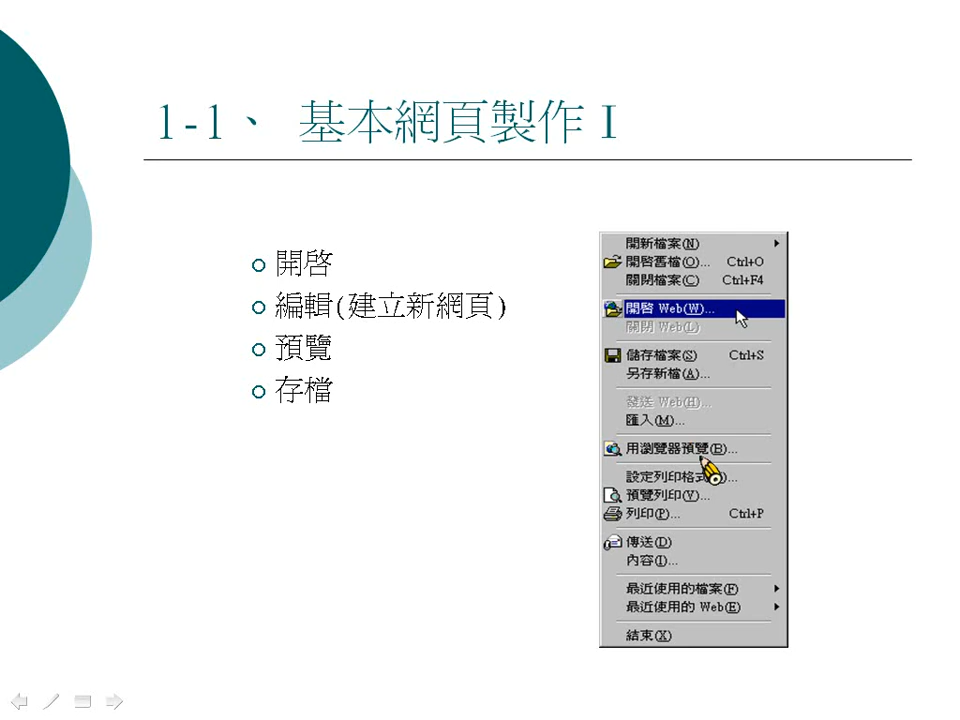 1-1、 基本網頁製作 I
開啓
編輯(建立新網頁)
預覽
存檔
開新檔案(N)
開啓舊檔(O)... Ctrl+O
關閉檔案(C) Ctrl+F4
開啓 Web(W)...
關閉 Web(L)
儲存檔案(S) Ctrl+S
另存新檔(A)...
發送 Web(H)...
匯入(M)...
用瀏覽器預覽(B)...
設定列印格式...
預覽列印(V)...
列印(P)... Ctrl+P
傳送(D)
內容(I)...
最近使用的檔案(F)
最近使用的 Web(E)
結束(X)